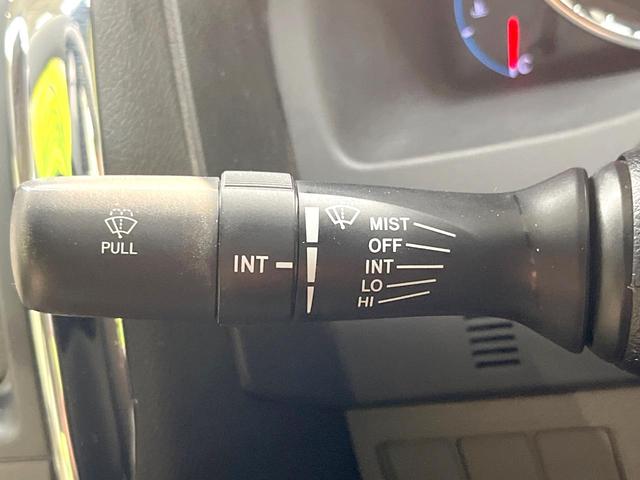 PULL
INT
MIST
OFF
INT
LO
HI